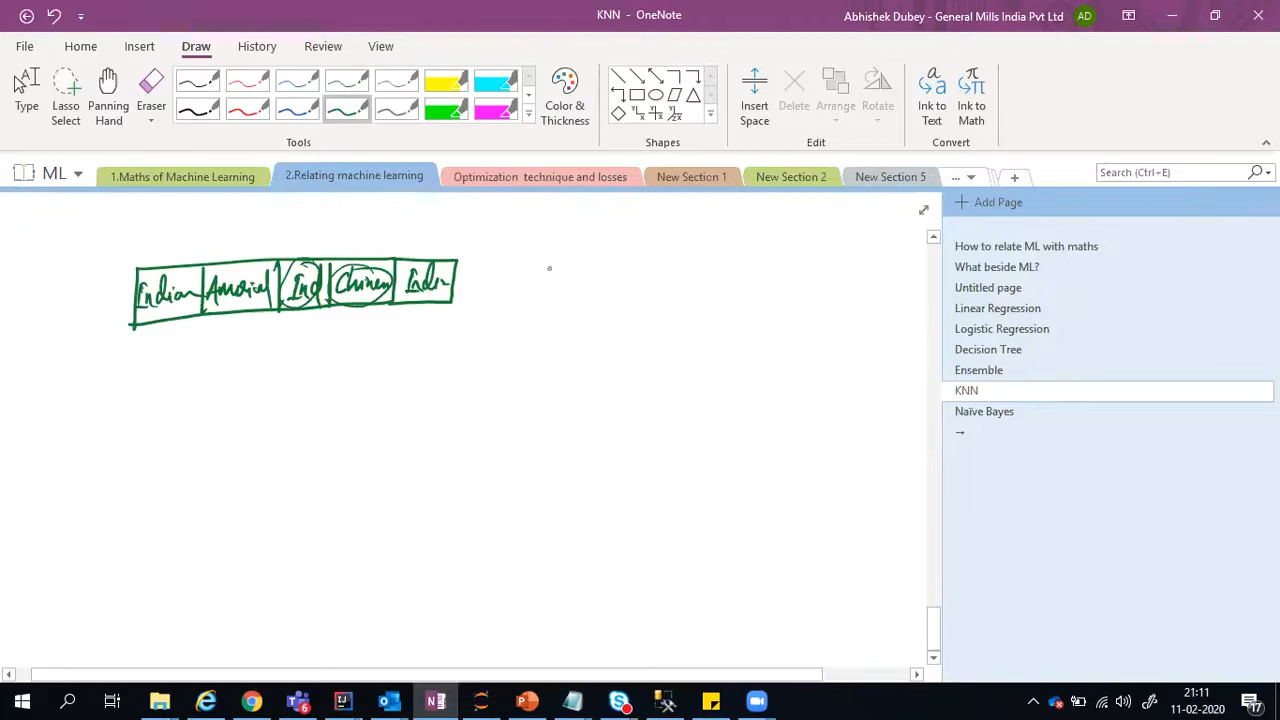 KNN - OneNote
Abhishek Dubey - General Mills India Pvt Ltd AD
File Home Insert Draw History Review View
Type Lasso Select Panning Hand Eraser Color & Thickness Insert Space Delete Arrange Rotate Ink to Text Ink to Math
Tools Shapes Edit Convert
ML 1.Maths of Machine Learning 2.Relating machine learning Optimization technique and losses New Section 1 New Section 2 New Section 5 ... Search (Ctrl+E)
Add Page
How to relate ML with maths
What beside ML?
Untitled page
Linear Regression
Logistic Regression
Decision Tree
Ensemble
KNN
Naïve Bayes
→
Indian Ind
21:11
11-02-2020
17